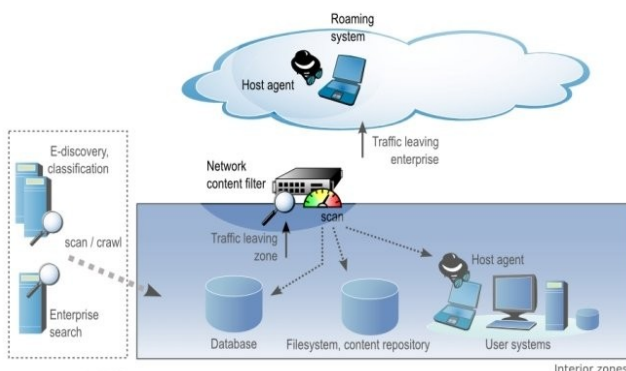 Roaming
system
Host agent
Traffic leaving
enterprise
E-discovery,
classification
Network
content filter
scan
Traffic leaving
zone
scan / crawl
Host agent
Enterprise
search
Database
Filesystem, content repository
User systems
Interior zones